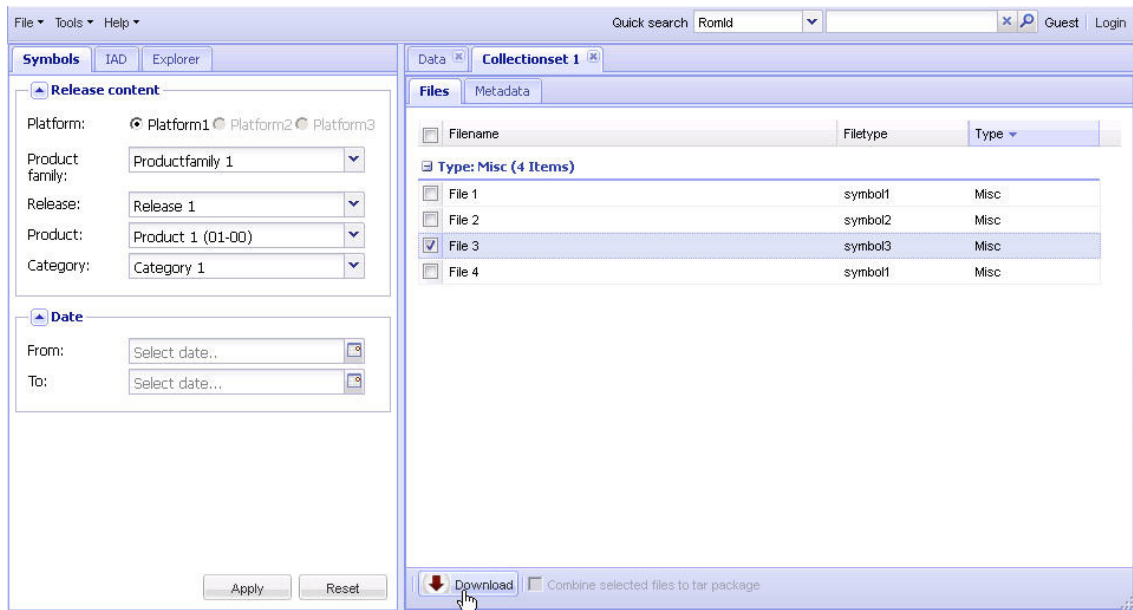 File Tools Help Quick search RomId Guest Login
Symbols IAD Explorer
Release content
Platform: Platform1 Platform2 Platform3
Product family: Productfamily 1
Release: Release 1
Product: Product 1 (01-00)
Category: Category 1
Date
From: Select date..
To: Select date...
Apply Reset
Data Collectionset 1
Files Metadata
Filename Filetype Type
Type: Misc (4 Items)
File 1 symbol1 Misc
File 2 symbol2 Misc
File 3 symbol3 Misc
File 4 symbol1 Misc
Download Combine selected files to tar package